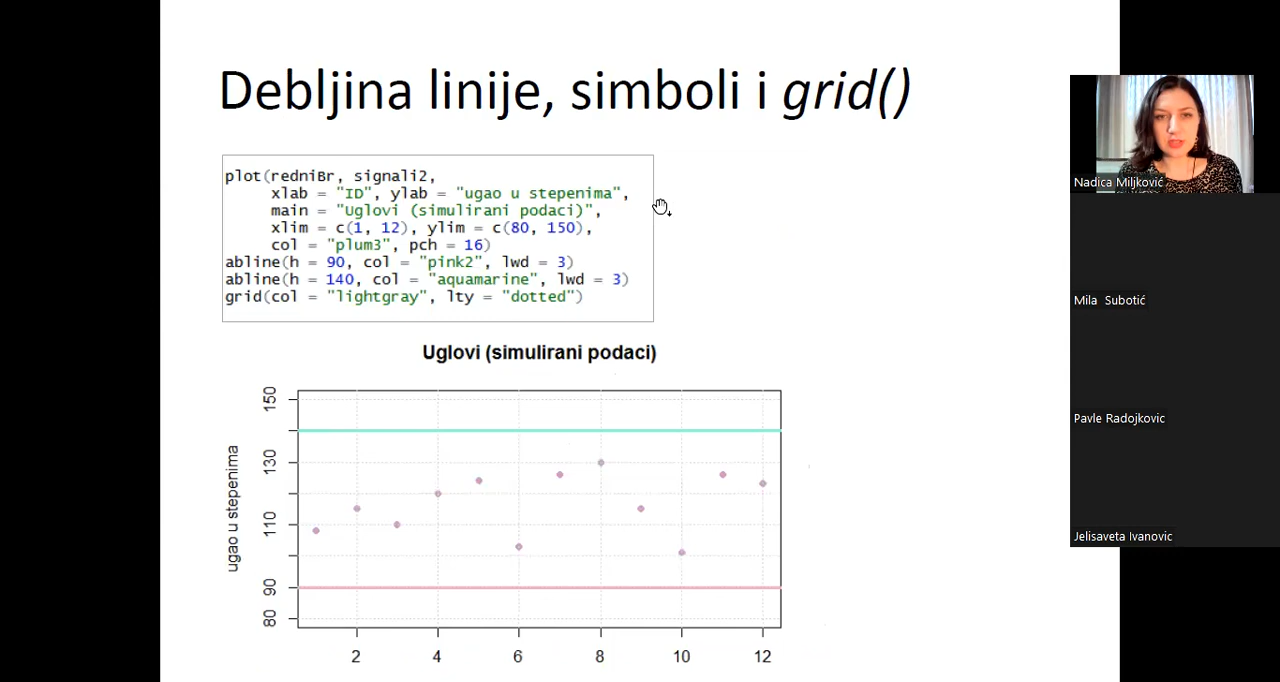 Debljina linije, simboli i grid()
plot(redniBr, signali2,
xlab = "ID", ylab = "ugao u stepenima",
main = "Uglovi (simulirani podaci)",
xlim = c(1, 12), ylim = c(80, 150),
col = "plum3", pch = 16)
abline(h = 90, col = "pink2", lwd = 3)
abline(h = 140, col = "aquamarine", lwd = 3)
grid(col = "lightgray", lty = "dotted")
Uglovi (simulirani podaci)
ugao u stepenima
150
130
110
90
80
2 4 6 8 10 12
Nadica Miljković
Mila Subotić
Pavle Radojkovic
Jelisaveta Ivanovic